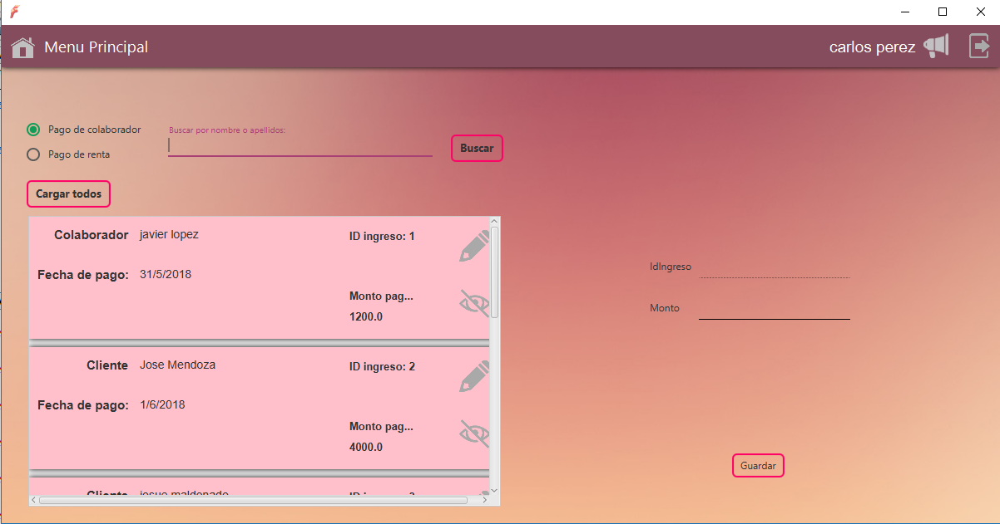 Menu Principal
carlos perez
Pago de colaborador
Pago de renta
Buscar por nombre o apellidos:
Buscar
Cargar todos
Colaborador javier lopez ID ingreso: 1
Fecha de pago: 31/5/2018
Monto pag...
1200.0
Cliente Jose Mendoza ID ingreso: 2
Fecha de pago: 1/6/2018
Monto pag...
4000.0
Cliente josue maldonado ID ingreso: 3
IdIngreso
Monto
Guardar